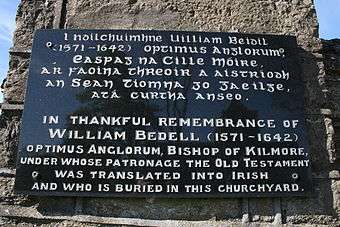 I ndilchuimhne Uilliam Beidil
(1571-1642) optimus Anglorum,
Easpag na Cille Móire,
ar faoina threoir a aistríodh
an Sean Tiomna go Gaeilge,
atá curtha anseo.
IN THANKFUL REMEMBRANCE OF
WILLIAM BEDELL (1571-1642)
OPTIMUS ANGLORUM, BISHOP OF KILMORE,
UNDER WHOSE PATRONAGE THE OLD TESTAMENT
WAS TRANSLATED INTO IRISH
AND WHO IS BURIED IN THIS CHURCHYARD.